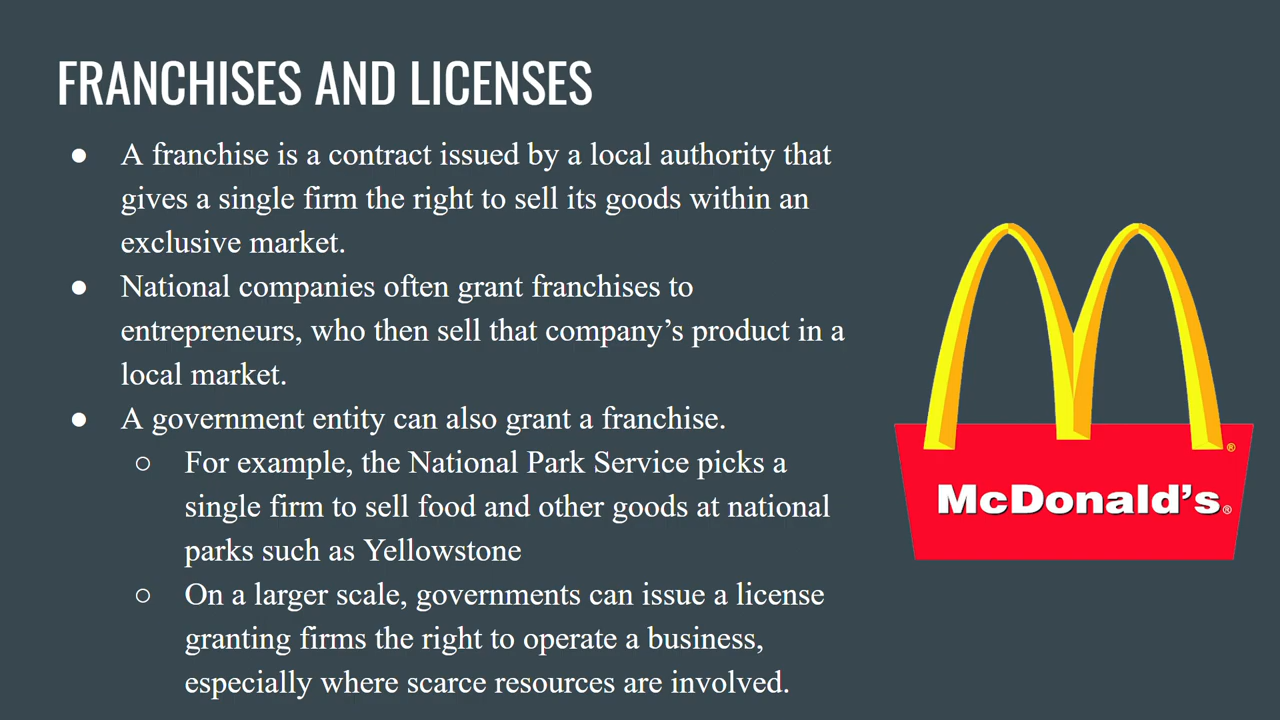 FRANCHISES AND LICENSES
● A franchise is a contract issued by a local authority that
gives a single firm the right to sell its goods within an
exclusive market.
● National companies often grant franchises to
entrepreneurs, who then sell that company’s product in a
local market.
● A government entity can also grant a franchise.
○ For example, the National Park Service picks a
single firm to sell food and other goods at national
parks such as Yellowstone
○ On a larger scale, governments can issue a license
granting firms the right to operate a business,
especially where scarce resources are involved.
®
McDonald’s®